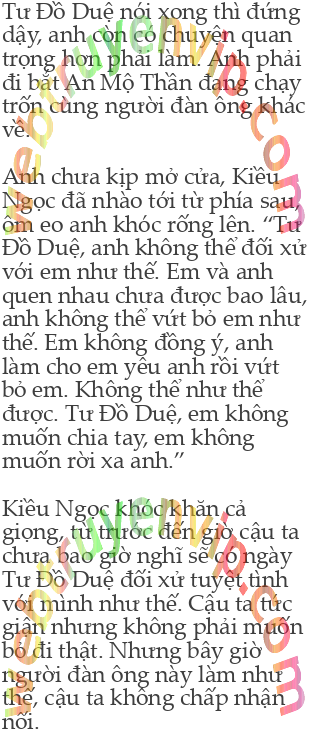 Tư Đồ Duệ nói xong thì đứng
dậy, anh còn có chuyện quan
trọng hơn phải làm. Anh phải
đi bắt An Mộ Thần đang chạy
trốn cùng người đàn ông khác
về.
Anh chưa kịp mở cửa, Kiều
Ngọc đã nhào tới từ phía sau,
ôm eo anh khóc rống lên. “Tư
Đồ Duệ, anh không thể đối xử
với em như thế. Em và anh
quen nhau chưa được bao lâu,
anh không thể vứt bỏ em như
thế. Em không đồng ý, anh
làm cho em yêu anh rồi vứt
bỏ em. Không thể như thể
được. Tư Đồ Duệ, em không
muốn chia tay, em không
muốn rời xa anh.”
Kiều Ngọc khóc khăn cả
giọng, từ trước đến giờ cậu ta
chưa bao giờ nghĩ sẽ có ngày
Tư Đồ Duệ đối xử tuyệt tình
với mình như thế. Cậu ta tức
giận nhưng không phải muốn
bỏ đi thật. Nhưng bây giờ
người đàn ông này làm như
thế, cậu ta không chấp nhận
nổi.
webtruyenvip.com
webtruyenvip.com